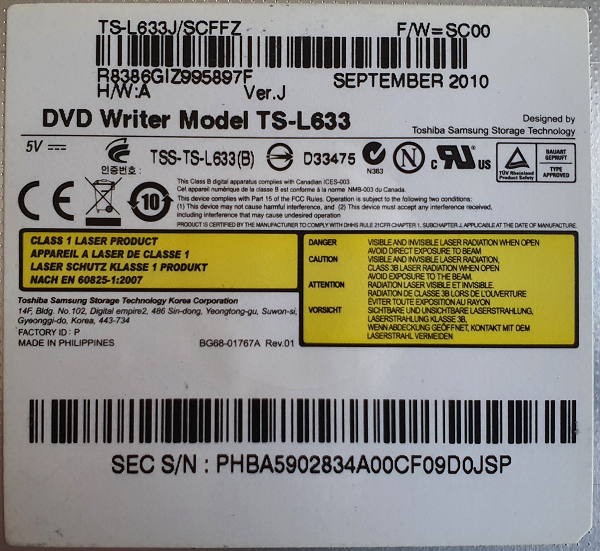 TS-L633J/SCFFZ F/W=SC00
R8386GIZ995897F SEPTEMBER 2010
H/W:A Ver.J
DVD Writer Model TS-L633
Designed by
Toshiba Samsung Storage Technology
5V
인증번호 :
TSS-TS-L633(B)
D33475
N363
N
c UR US
TÜV Rheinland
Product Safety
BAUART
GEPRUFT
TYPE
APPROVED
CE
10
This Class B digital apparatus complies with Canadian ICES-003
Cet appareil numérique de la classe B est conforme à la norme NMB-003 du Canada.
This device complies with Part 15 of the FCC Rules. Operation is subject to the following two conditions:
(1) This device may not cause harmful interference, and (2) This device must accept any interference received,
including interference that may cause undesired operation
PRODUCT IS CERTIFIED BY THE MANUFACTURER TO COMPLY WITH DHHS RULE 21CFR CHAPTER 1, SUBCHAPTER J, APPLICABLE AT THE DATE OF MANUFACTURE.
CLASS 1 LASER PRODUCT
APPAREIL A LASER DE CLASSE 1
LASER SCHUTZ KLASSE 1 PRODUKT
NACH EN 60825-1:2007
DANGER VISIBLE AND INVISIBLE LASER RADIATION WHEN OPEN
AVOID DIRECT EXPOSURE TO BEAM
CAUTION VISIBLE AND INVISIBLE LASER RADIATION,
CLASS 3B LASER RADIATION WHEN OPEN
AVOID EXPOSURE TO THE BEAM.
ATTENTION RADIATION LASER VISIBLE ET INVISIBLE.
RADIATION DE CLASSE 3B LORS DE L'OUVERTURE
ÉVITER TOUTE EXPOSITION AU RAYON
VORSICHT SICHTBARE UND UNSICHTBARE LASERSTRAHLUNG,
LASERSTRAHLUNG KLASSE 3B,
WENN ABDECKUNG GEÖFFNET, KONTAKT MIT DEM
LASERSTRAHL VERMEIDEN
Toshiba Samsung Storage Technology Korea Corporation
14F, Bldg. No.102, Digital empire2, 486 Sin-dong, Yeongtong-gu, Suwon-si,
Gyeonggi-do, Korea, 443-734
FACTORY ID : P
MADE IN PHILIPPINES BG68-01767A Rev.01
SEC S/N : PHBA5902834A00CF09D0JSP